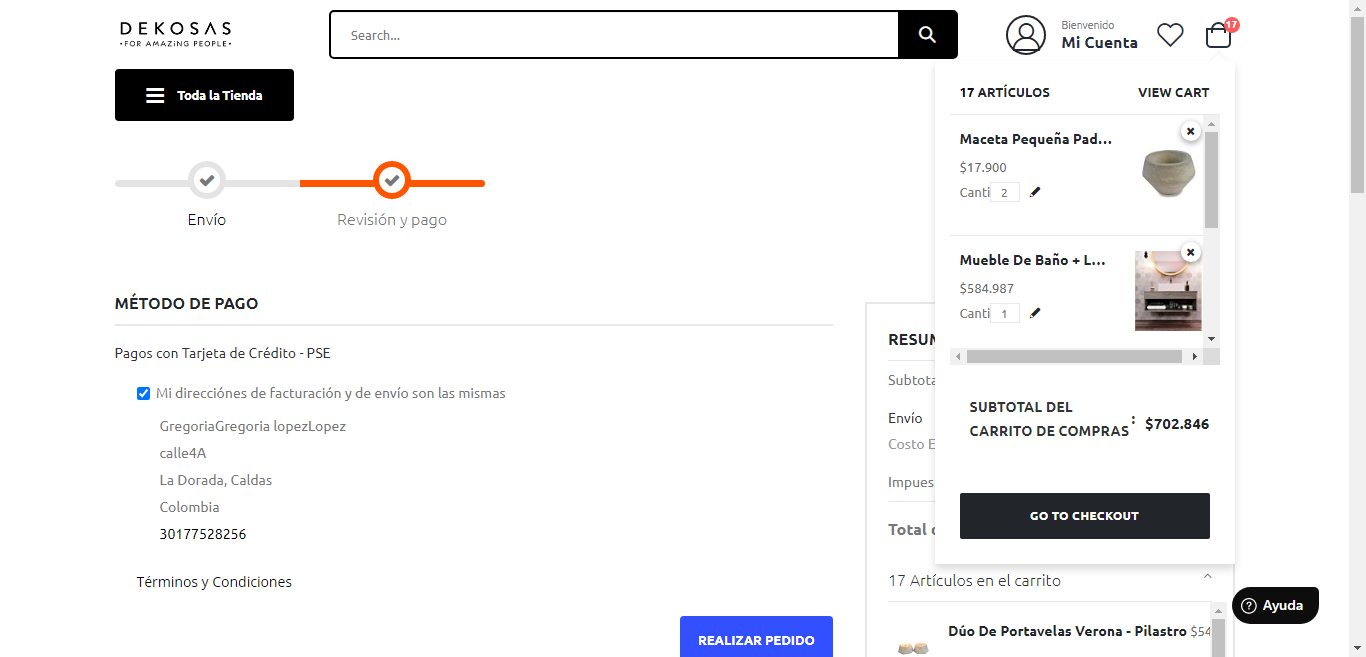 DEKOSAS
•FOR AMAZING PEOPLE•
Search...
Bienvenido
Mi Cuenta
17
Toda la Tienda
17 ARTÍCULOS
VIEW CART
Maceta Pequeña Pad...
$17.900
Canti 2
Mueble De Baño + L...
$584.987
Canti 1
SUBTOTAL DEL
CARRITO DE COMPRAS : $702.846
GO TO CHECKOUT
Envío
Revisión y pago
MÉTODO DE PAGO
Pagos con Tarjeta de Crédito - PSE
Mi direcciónes de facturación y de envío son las mismas
GregoriaGregoria lopezLopez
calle4A
La Dorada, Caldas
Colombia
30177528256
Términos y Condiciones
REALIZAR PEDIDO
RESUM
Subtota
Envío
Costo E
Impues
Total
17 Artículos en el carrito
Dúo De Portavelas Verona - Pilastro $54
Ayuda